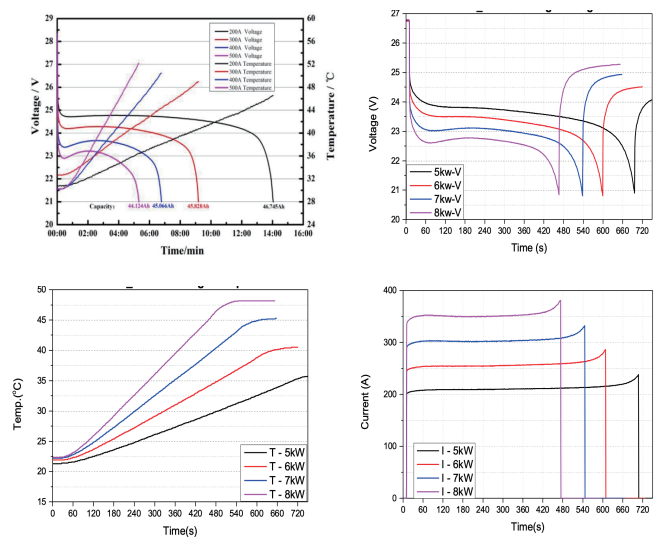 29
28
27
26
25
24
23
22
21
20
60
56
52
48
44
40
36
32
28
Voltage / V
Temperature / ℃
200A Voltage
300A Voltage
400A Voltage
500A Voltage
200A Temperature
300A Temperature
400A Temperature
500A Temperature
Capacity:
44.124Ah
45.066Ah
45.828Ah
46.745Ah
00:00
02:00
04:00
06:00
08:00
10:00
12:00
14:00
16:00
Time/min
27
26
25
24
23
22
21
20
Voltage (V)
5kw-V
6kw-V
7kw-V
8kw-V
0 60 120 180 240 300 360 420 480 540 600 660 720
Time (s)
50
45
40
35
30
25
20
15
Temp.(°C)
T - 5kW
T - 6kW
T - 7kW
T - 8kW
0 60 120 180 240 300 360 420 480 540 600 660 720
Time(s)
400
300
200
100
0
Current (A)
I - 5kW
I - 6kW
I - 7kW
I - 8kW
0 60 120 180 240 300 360 420 480 540 600 660 720
Time(s)